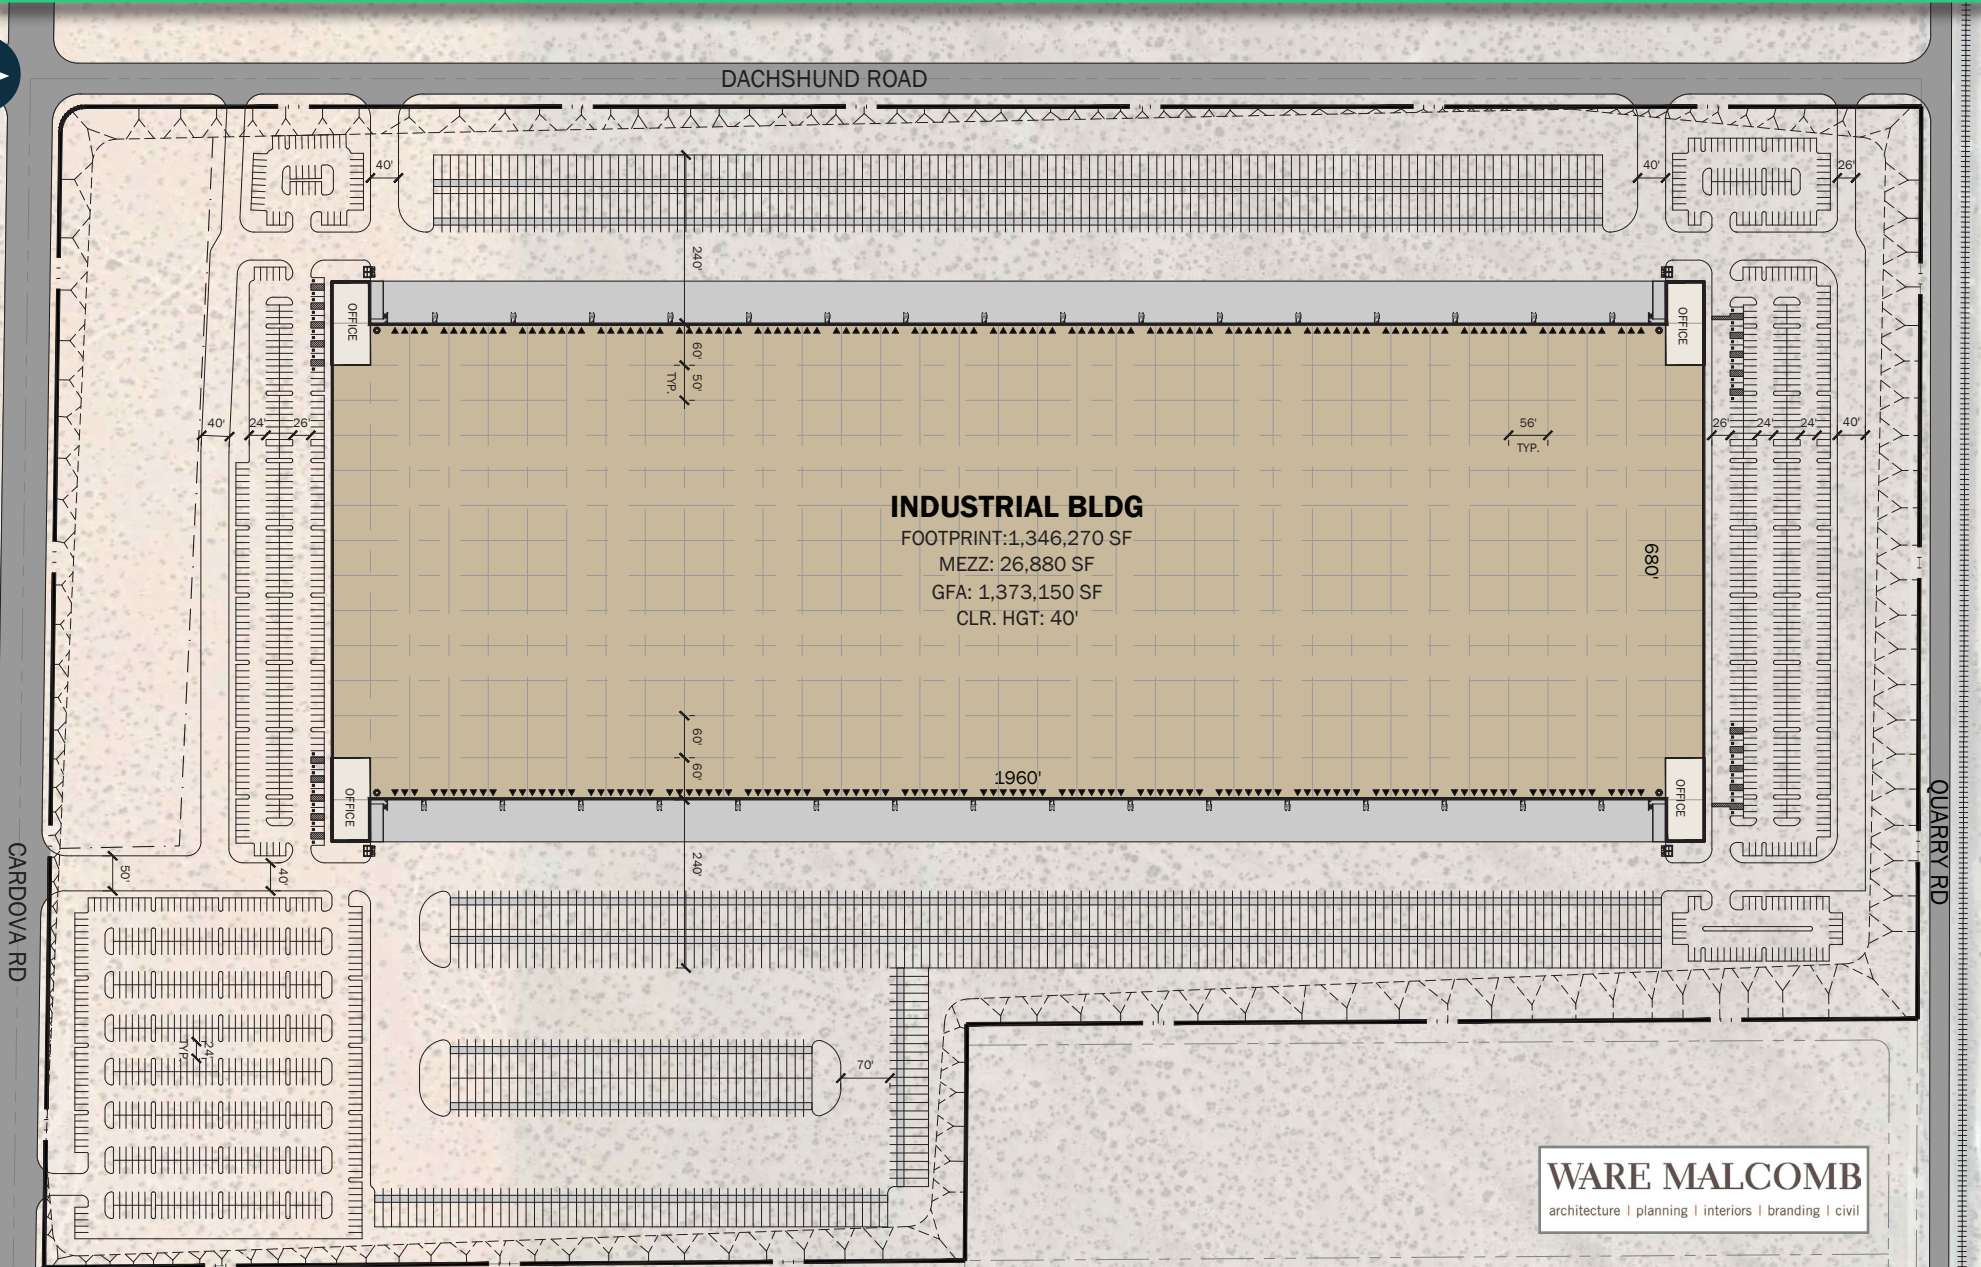 DACHSHUND ROAD
40'
40'
26'
240'
OFFICE
OFFICE
60'
50'
TYP.
40'
24'
26'
56'
TYP.
26'
24'
24'
40'
INDUSTRIAL BLDG
FOOTPRINT:1,346,270 SF
MEZZ: 26,880 SF
GFA: 1,373,150 SF
CLR. HGT: 40'
680'
60'
60'
1960'
OFFICE
OFFICE
QUARRY RD
CARDOVA RD
50'
40'
240'
24'
TYP.
70'
WARE MALCOMB
architecture | planning | interiors | branding | civil